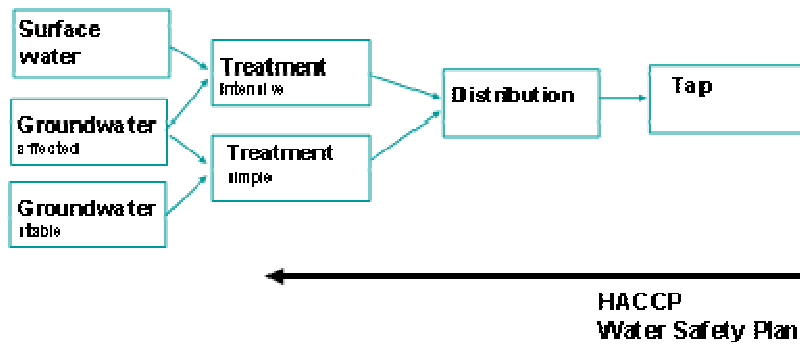 Surface
water
Groundwater
affected
Groundwater
stable
Treatment
intensive
Treatment
simple
Distribution
Tap
HACCP
Water Safety Plan